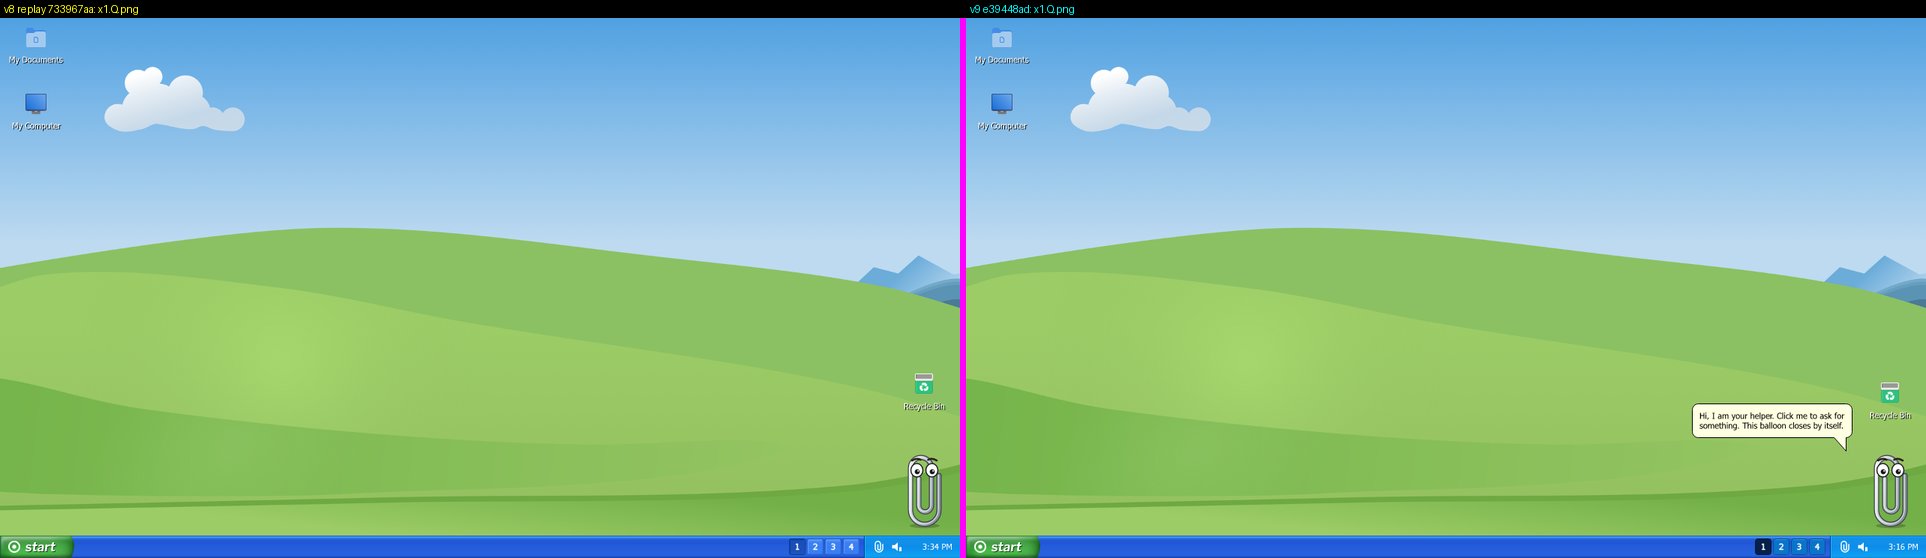 v8 replay 733967aa: x1.Q.png
v9 e39448ad: x1.Q.png
My Documents
My Documents
My Computer
My Computer
Recycle Bin
Recycle Bin
Hi, I am your helper. Click me to ask for
something. This balloon closes by itself.
start
1 2 3 4
3:34 PM
start
1 2 3 4
3:16 PM